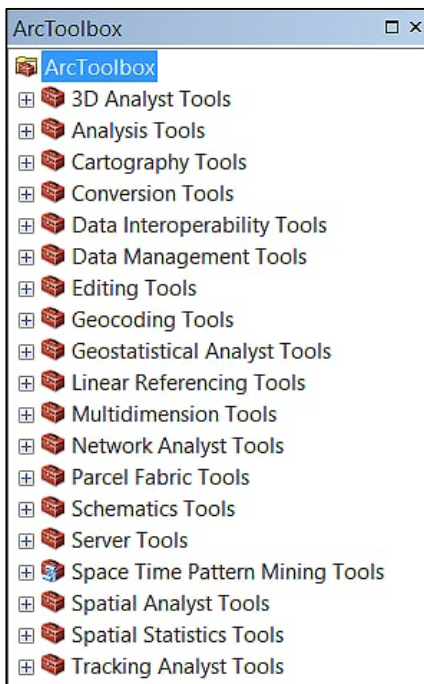 ArcToolbox
ArcToolbox
3D Analyst Tools
Analysis Tools
Cartography Tools
Conversion Tools
Data Interoperability Tools
Data Management Tools
Editing Tools
Geocoding Tools
Geostatistical Analyst Tools
Linear Referencing Tools
Multidimension Tools
Network Analyst Tools
Parcel Fabric Tools
Schematics Tools
Server Tools
Space Time Pattern Mining Tools
Spatial Analyst Tools
Spatial Statistics Tools
Tracking Analyst Tools